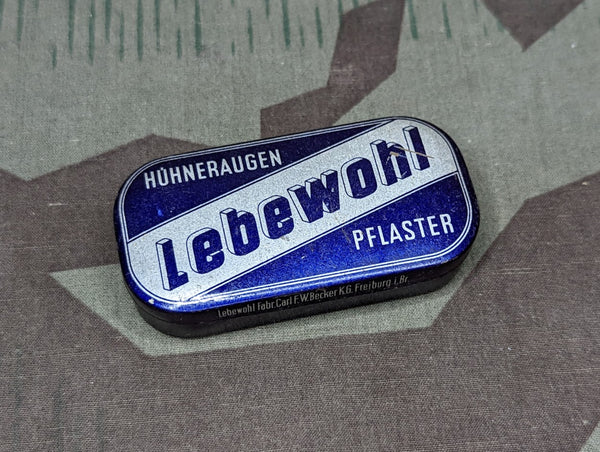 HÜHNERAUGEN
Lebewohl
PFLASTER
Lebewohl Fabr. Carl F.W. Becker K.G. Freiburg i. Br.